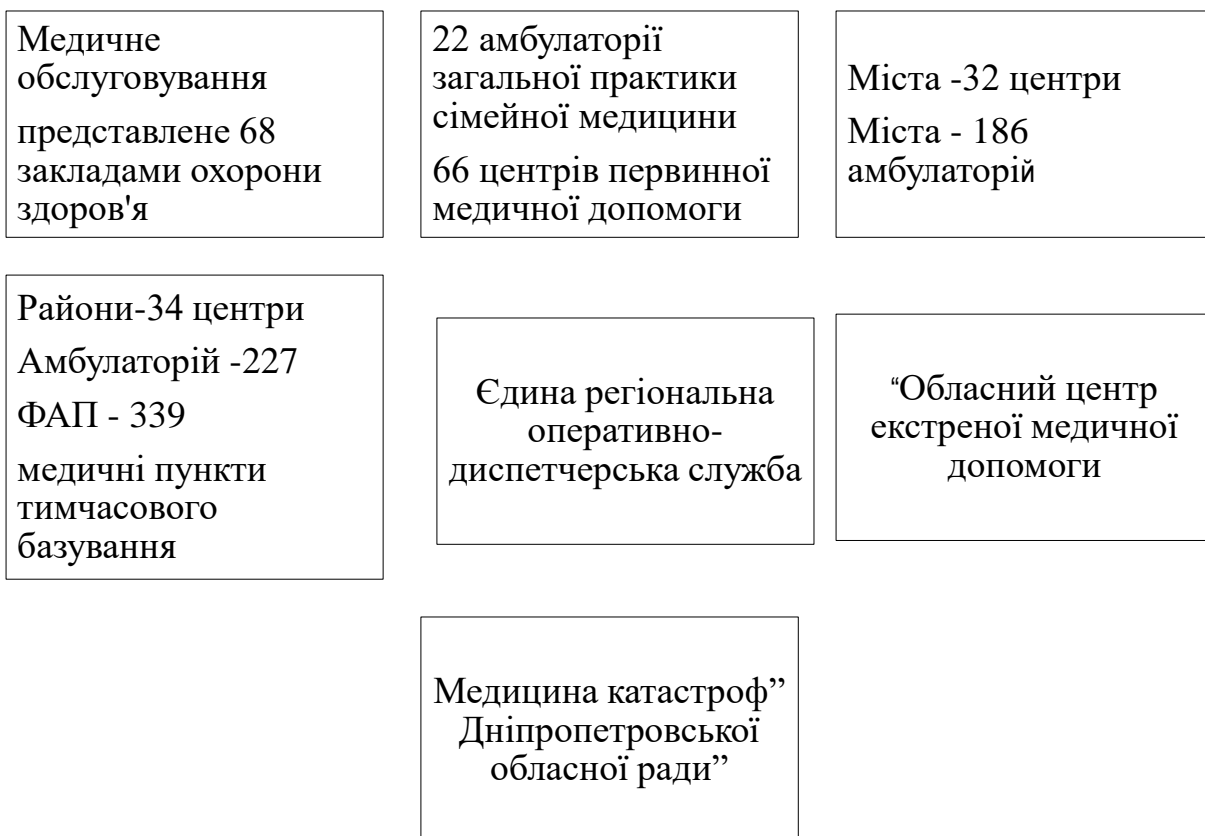 Медичне
обслуговування
представлене 68
закладами охорони
здоров'я
22 амбулаторії
загальної практики
сімейної медицини
66 центрів первинної
медичної допомоги
Міста -32 центри
Міста - 186
амбулаторій
Райони-34 центри
Амбулаторій -227
ФАП - 339
медичні пункти
тимчасового
базування
Єдина регіональна
оперативно-
диспетчерська служба
“Обласний центр
екстреної медичної
допомоги
Медицина катастроф”
Дніпропетровської
обласної ради”